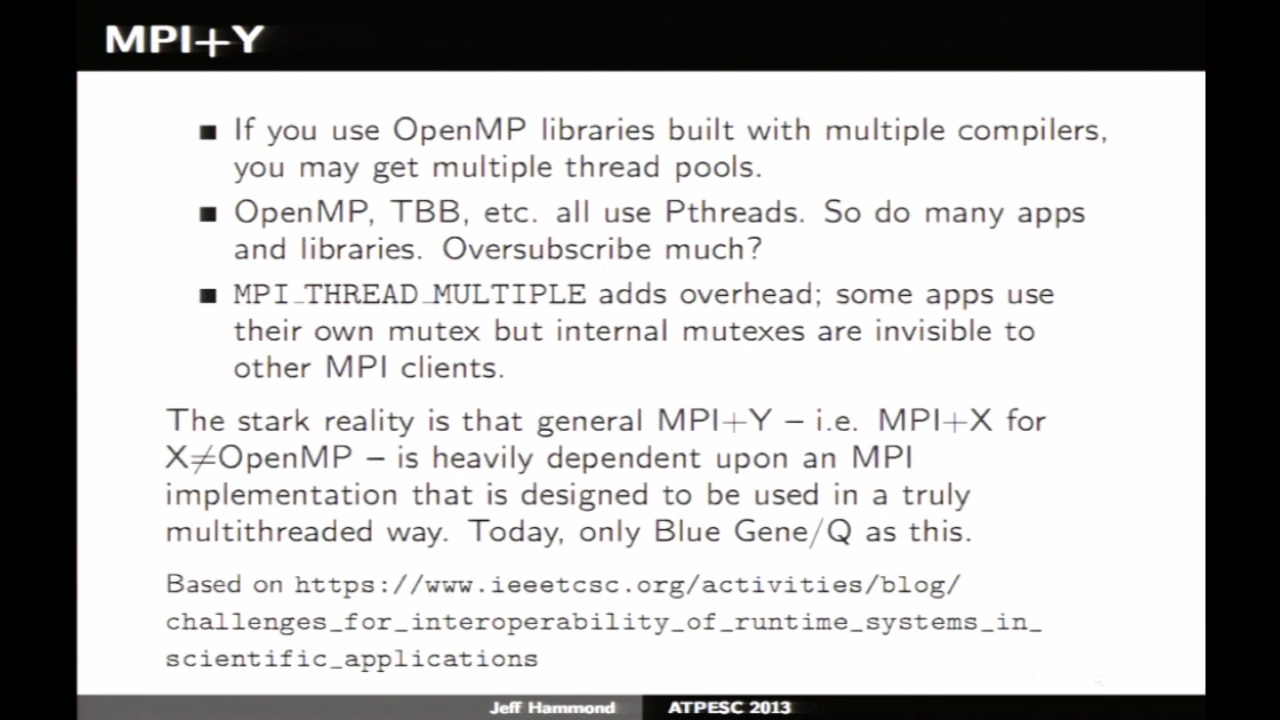 MPI+Y
■ If you use OpenMP libraries built with multiple compilers,
you may get multiple thread pools.
■ OpenMP, TBB, etc. all use Pthreads. So do many apps
and libraries. Oversubscribe much?
■ MPI_THREAD_MULTIPLE adds overhead; some apps use
their own mutex but internal mutexes are invisible to
other MPI clients.
The stark reality is that general MPI+Y – i.e. MPI+X for
X≠OpenMP – is heavily dependent upon an MPI
implementation that is designed to be used in a truly
multithreaded way. Today, only Blue Gene/Q as this.
Based on https://www.ieeetcsc.org/activities/blog/
challenges_for_interoperability_of_runtime_systems_in_
scientific_applications
Jeff Hammond ATPESC 2013